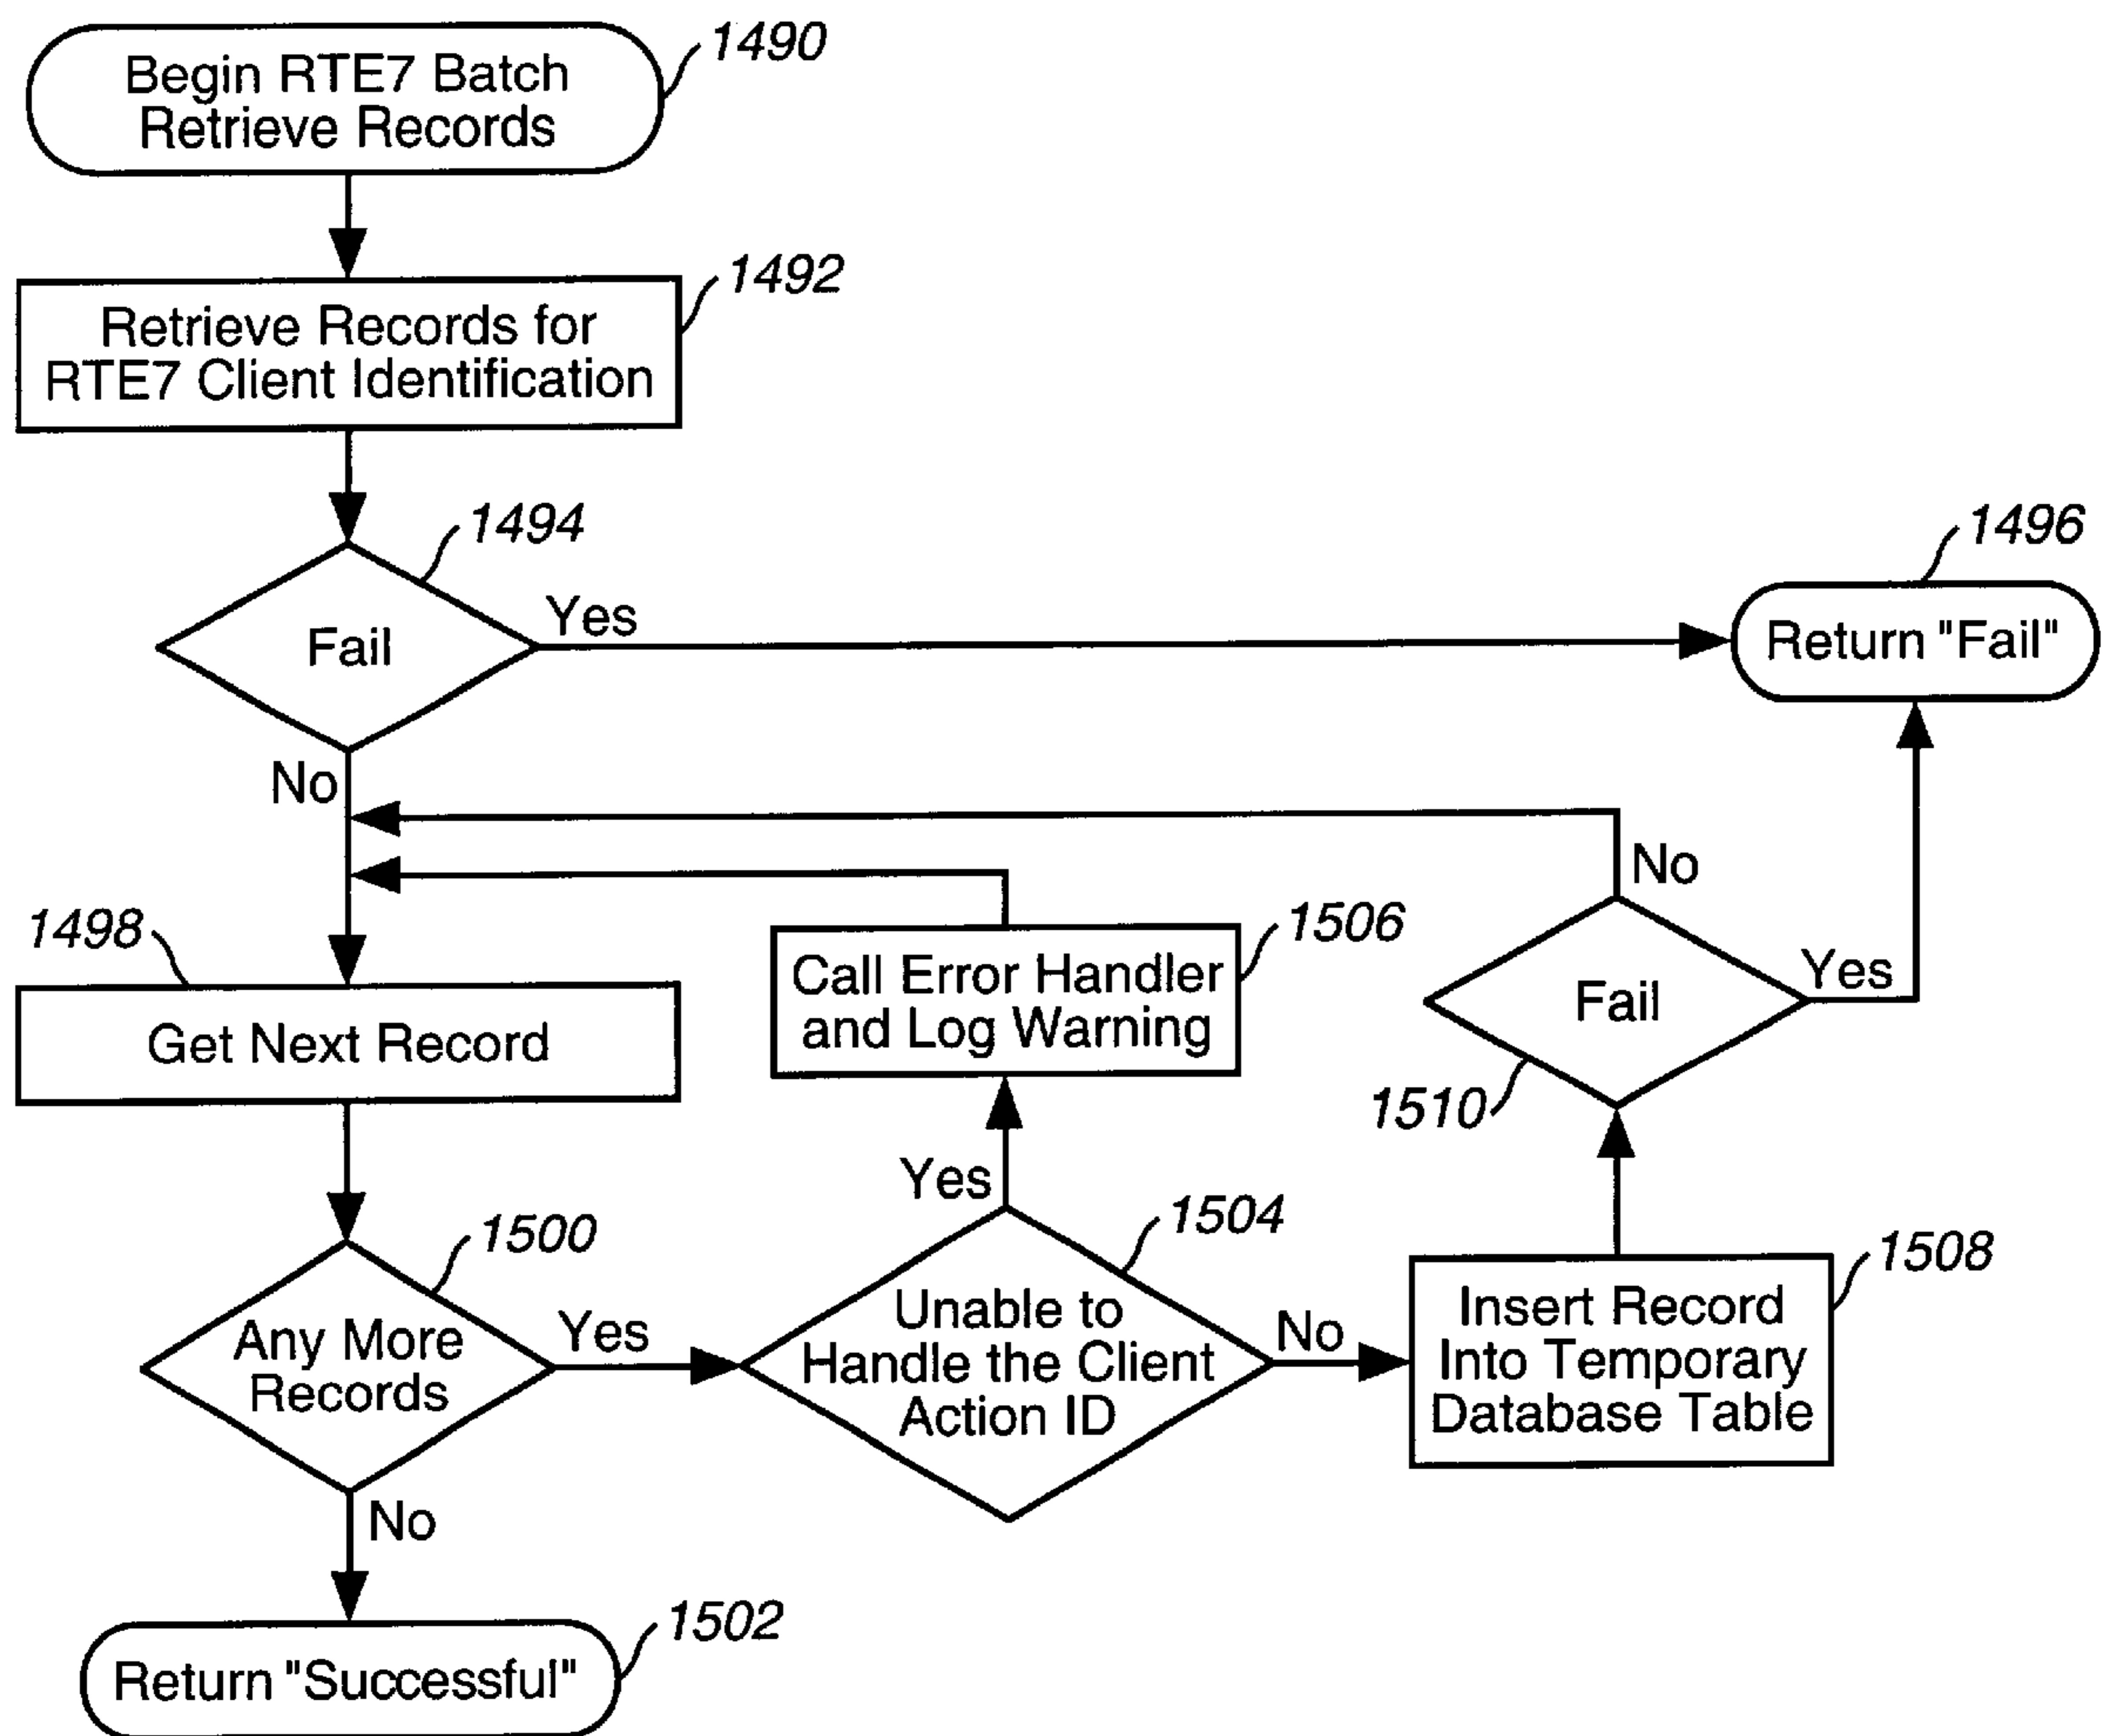 1490
Begin RTE7 Batch
Retrieve Records
1492
Retrieve Records for
RTE7 Client Identification
1494
Fail
Yes
No
1496
Return "Fail"
1498
Get Next Record
1506
Call Error Handler
and Log Warning
No
Fail
Yes
1510
1500
Any More
Records
Yes
No
Yes
1504
Unable to
Handle the Client
Action ID
No
1508
Insert Record
Into Temporary
Database Table
1502
Return "Successful"